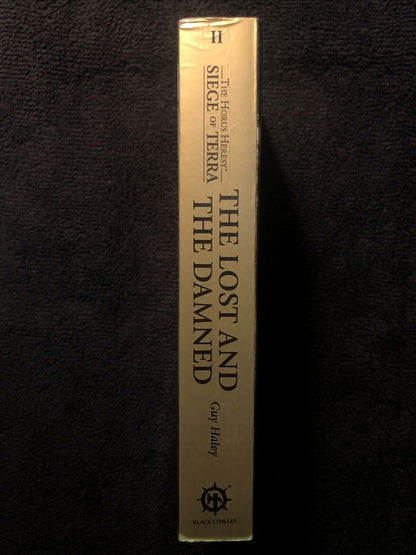 II
THE HORUS HERESY®
SIEGE OF TERRA
THE LOST AND
THE DAMNED
Guy Haley
BLACK LIBRARY